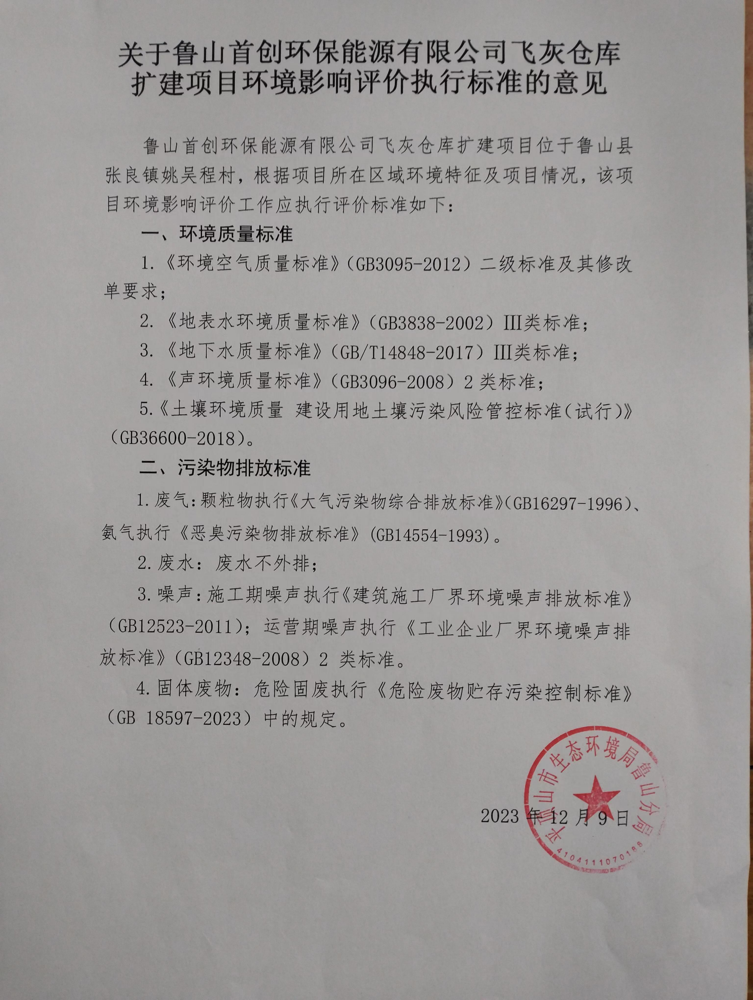 关于鲁山首创环保能源有限公司飞灰仓库
扩建项目环境影响评价执行标准的意见
鲁山首创环保能源有限公司飞灰仓库扩建项目位于鲁山县
张良镇姚吴程村，根据项目所在区域环境特征及项目情况，该项
目环境影响评价工作应执行评价标准如下：
一、环境质量标准
1.《环境空气质量标准》（GB3095-2012）二级标准及其修改
单要求；
2.《地表水环境质量标准》（GB3838-2002）III类标准；
3.《地下水质量标准》（GB/T14848-2017）III类标准；
4.《声环境质量标准》（GB3096-2008）2 类标准；
5.《土壤环境质量 建设用地土壤污染风险管控标准（试行）》
（GB36600-2018）。
二、污染物排放标准
1.废气：颗粒物执行《大气污染物综合排放标准》（GB16297-1996）、
氨气执行《恶臭污染物排放标准》(GB14554-1993)。
2.废水：废水不外排；
3.噪声：施工期噪声执行《建筑施工厂界环境噪声排放标准》
（GB12523-2011）；运营期噪声执行《工业企业厂界环境噪声排
放标准》（GB12348-2008）2 类标准。
4.固体废物：危险固废执行《危险废物贮存污染控制标准》
（GB 18597-2023）中的规定。
平顶山市生态环境局鲁山分局
2023 年 12 月 9 日
4104111070188